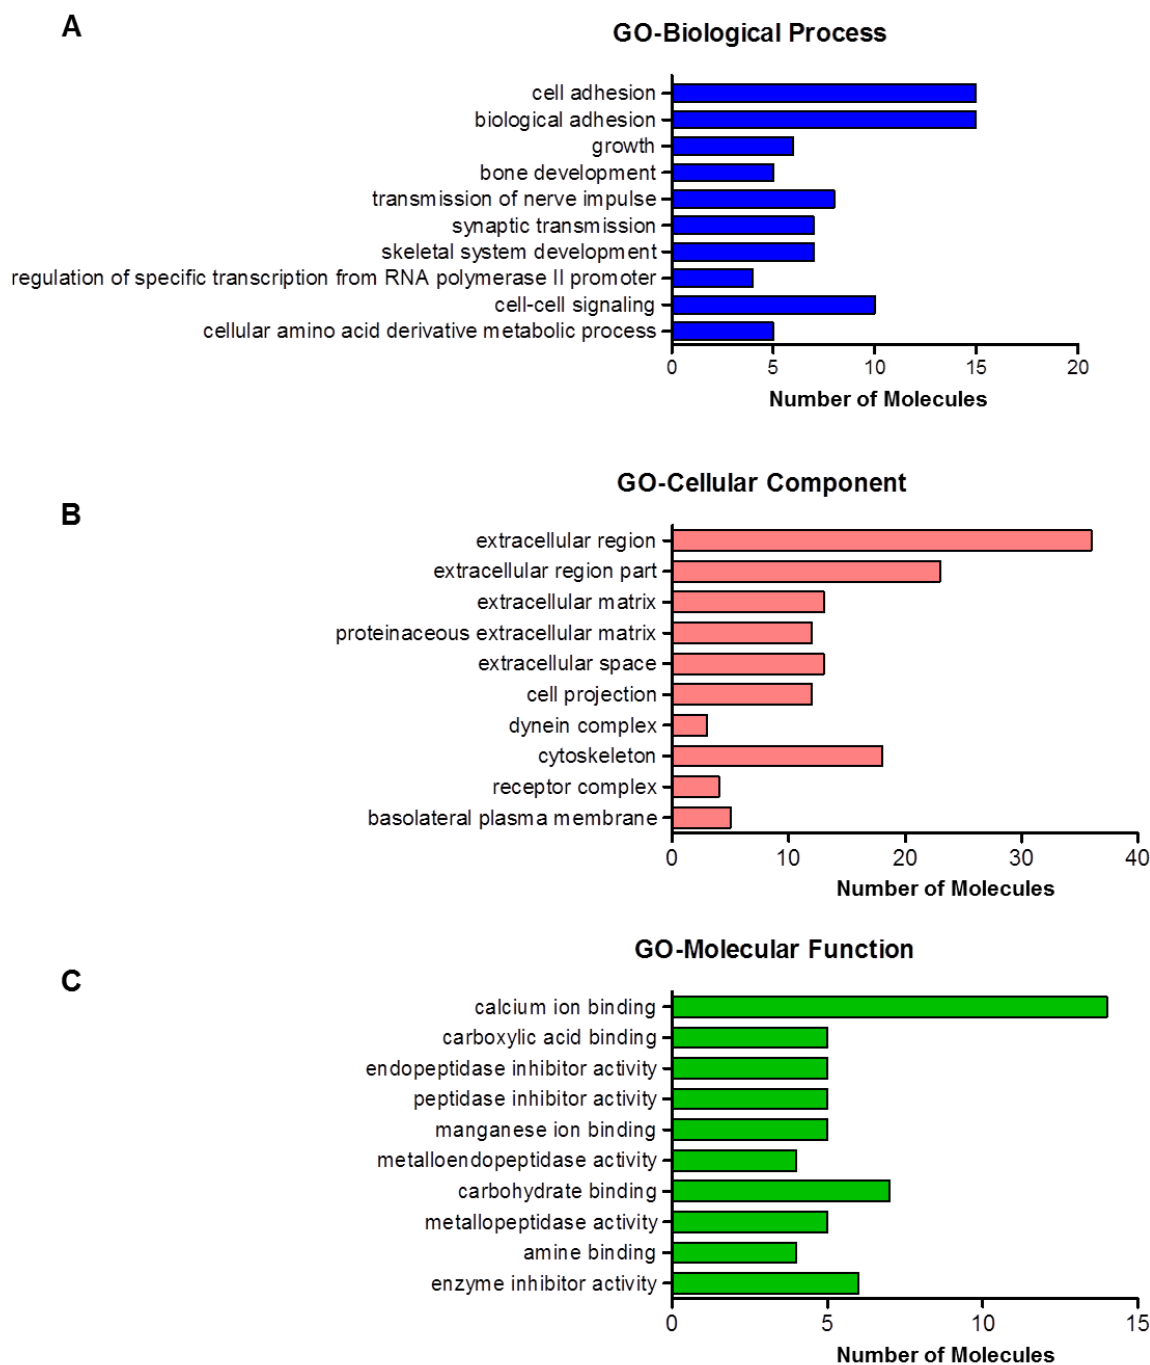 A
GO-Biological Process
cell adhesion
biological adhesion
growth
bone development
transmission of nerve impulse
synaptic transmission
skeletal system development
regulation of specific transcription from RNA polymerase II promoter
cell-cell signaling
cellular amino acid derivative metabolic process
0 5 10 15 20
Number of Molecules
GO-Cellular Component
B
extracellular region
extracellular region part
extracellular matrix
proteinaceous extracellular matrix
extracellular space
cell projection
dynein complex
cytoskeleton
receptor complex
basolateral plasma membrane
0 10 20 30 40
Number of Molecules
GO-Molecular Function
C
calcium ion binding
carboxylic acid binding
endopeptidase inhibitor activity
peptidase inhibitor activity
manganese ion binding
metalloendopeptidase activity
carbohydrate binding
metallopeptidase activity
amine binding
enzyme inhibitor activity
0 5 10 15
Number of Molecules